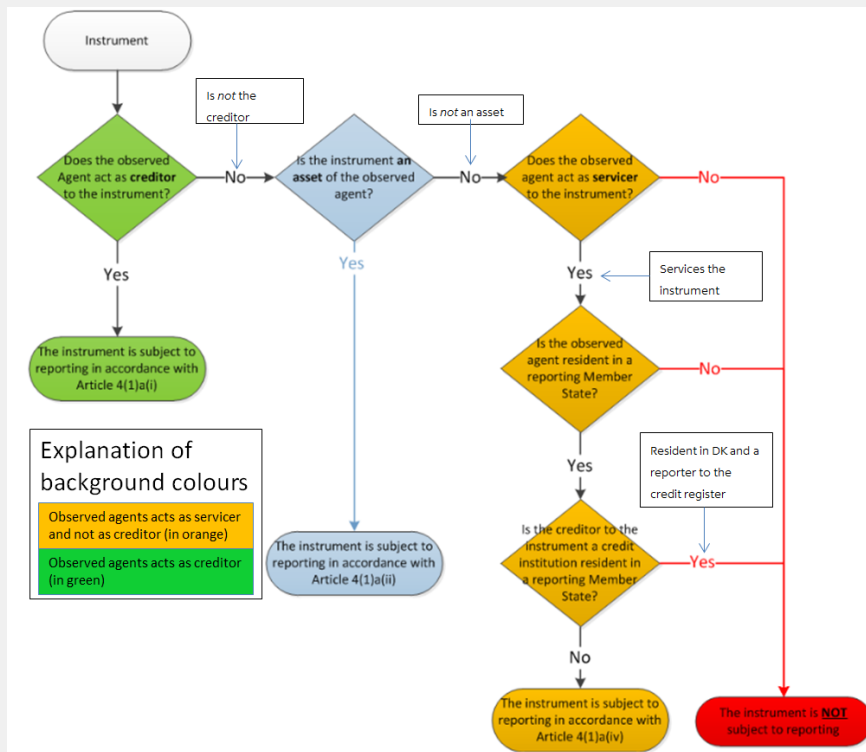 Instrument
Is not the
creditor
Is not an asset
Does the observed
Agent act as creditor
to the instrument?
No
Is the instrument an
asset of the observed
agent?
No
Does the observed
agent act as servicer
to the instrument?
No
Yes
Yes
Yes
Services the
instrument
The instrument is subject to
reporting in accordance with
Article 4(1)a(i)
Is the observed
agent resident in a
reporting Member
State?
No
Explanation of
background colours
Observed agents acts as servicer
and not as creditor (in orange)
Observed agents acts as creditor
(in green)
Yes
Resident in DK and a
reporter to the
credit register
The instrument is subject to
reporting in accordance with
Article 4(1)a(ii)
Is the creditor to the
instrument a credit
institution resident in
a reporting Member
State?
Yes
No
The instrument is subject to
reporting in accordance with
Article 4(1)a(iv)
The instrument is NOT
subject to reporting